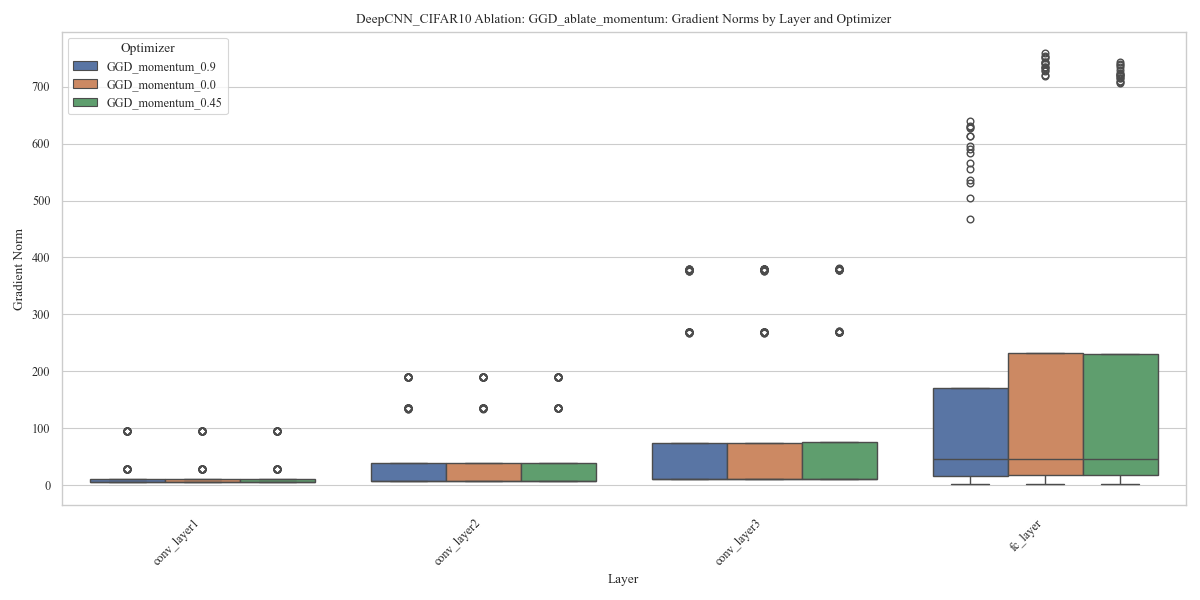 DeepCNN_CIFAR10 Ablation: GGD_ablate_momentum: Gradient Norms by Layer and Optimizer
Optimizer
GGD_momentum_0.9
GGD_momentum_0.0
GGD_momentum_0.45
Gradient Norm
700
600
500
400
300
200
100
0
conv_layer1
conv_layer2
conv_layer3
fc_layer
Layer